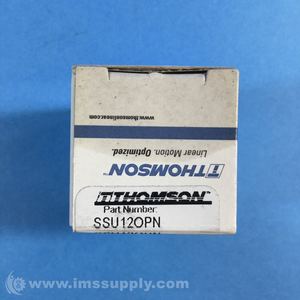 www.thomsonlinear.com
Linear Motion. Optimized.
THOMSON
THOMSON
Part Number:
SSU12OPN
© www.imssupply.com